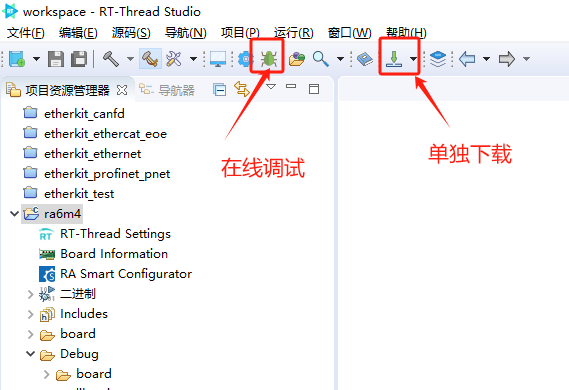 workspace - RT-Thread Studio
文件(F) 编辑(E) 源码(S) 导航(N) 项目(P) 运行(R) 窗口(W) 帮助(H)
项目资源管理器 导航器
etherkit_canfd
etherkit_ethercat_eoe
etherkit_ethernet
etherkit_profinet_pnet
etherkit_test
ra6m4
RT-Thread Settings
Board Information
RA Smart Configurator
二进制
Includes
board
Debug
board
在线调试
单独下载